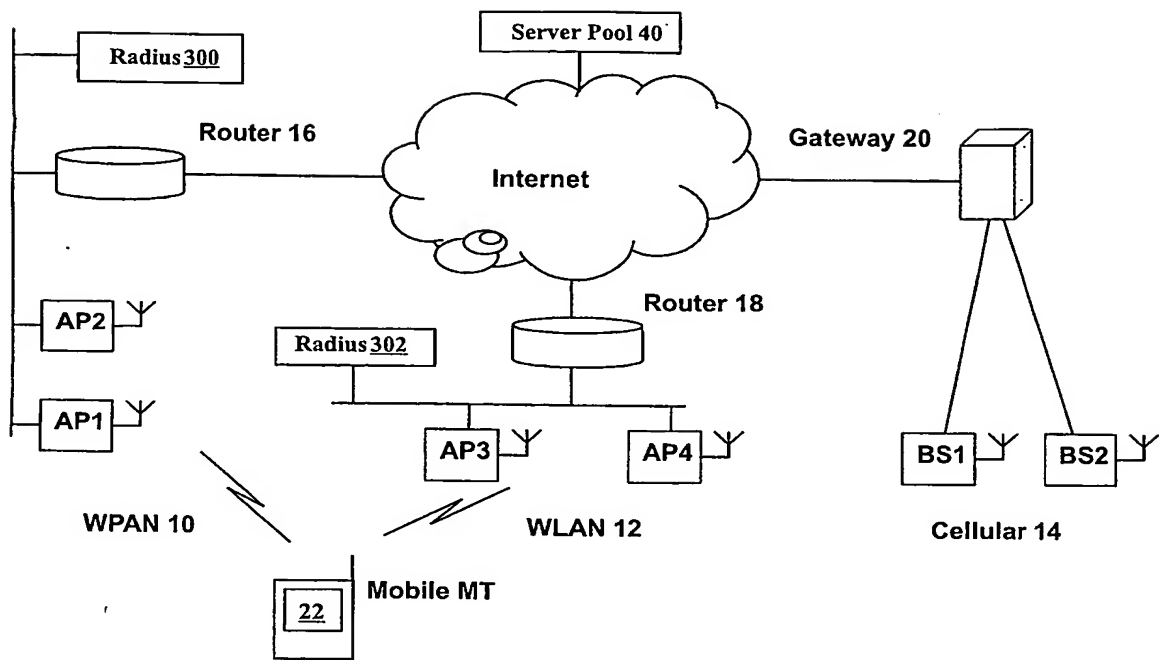 Server Pool 40
Radius 300
Router 16
Gateway 20
Internet
Router 18
AP2
Radius 302
AP1
AP3
AP4
BS1
BS2
WPAN 10
WLAN 12
Cellular 14
Mobile MT
22